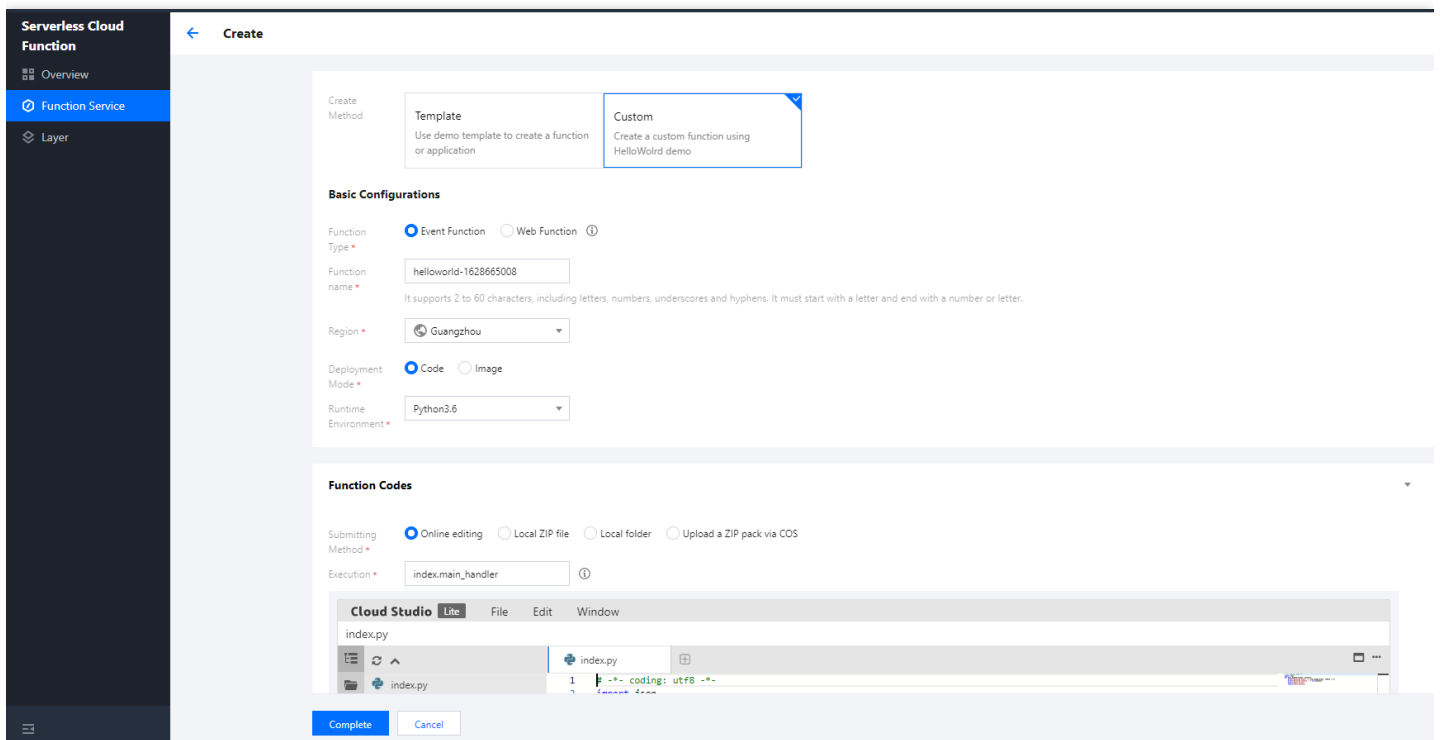 Serverless Cloud
Function
Overview
Function Service
Layer
Create
Create
Method
Template
Use demo template to create a function
or application
Custom
Create a custom function using
HelloWolrd demo
Basic Configurations
Function
Type *
Event Function
Web Function
Function
name *
helloworld-1628665008
It supports 2 to 60 characters, including letters, numbers, underscores and hyphens. It must start with a letter and end with a number or letter.
Region *
Guangzhou
Deployment
Mode *
Code
Image
Runtime
Environment *
Python3.6
Function Codes
Submitting
Method *
Online editing
Local ZIP file
Local folder
Upload a ZIP pack via COS
Execution *
index.main_handler
Cloud Studio Lite File Edit Window
index.py
index.py
index.py
1 # -*- coding: utf8 -*-
2 import json
Complete
Cancel